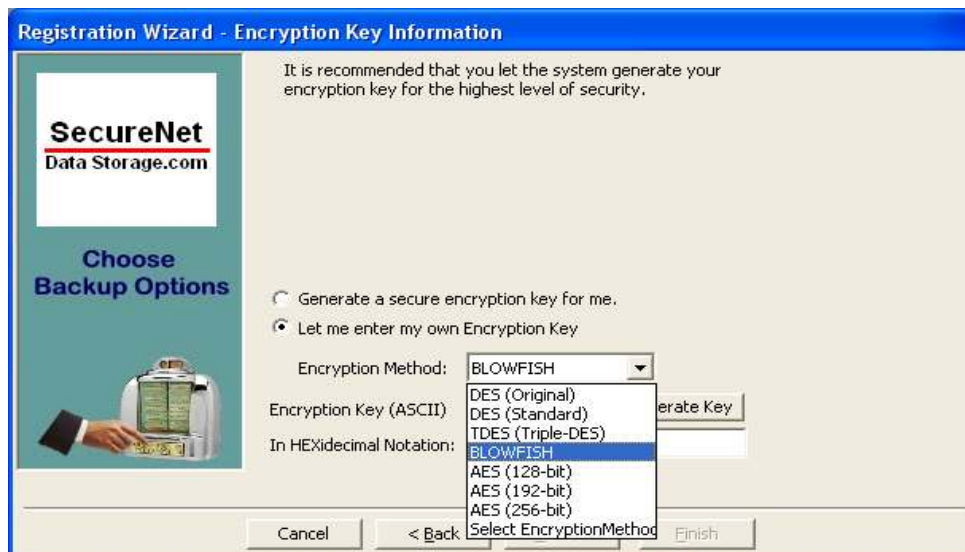 Registration Wizard - Encryption Key Information
It is recommended that you let the system generate your
encryption key for the highest level of security.
SecureNet
Data Storage.com
Choose
Backup Options
Generate a secure encryption key for me.
Let me enter my own Encryption Key
Encryption Method: BLOWFISH
DES (Original)
DES (Standard)
TDES (Triple-DES)
BLOWFISH
AES (128-bit)
AES (192-bit)
AES (256-bit)
Select EncryptionMethod
Encryption Key (ASCII) erate Key
In HEXidecimal Notation:
Cancel < Back Finish